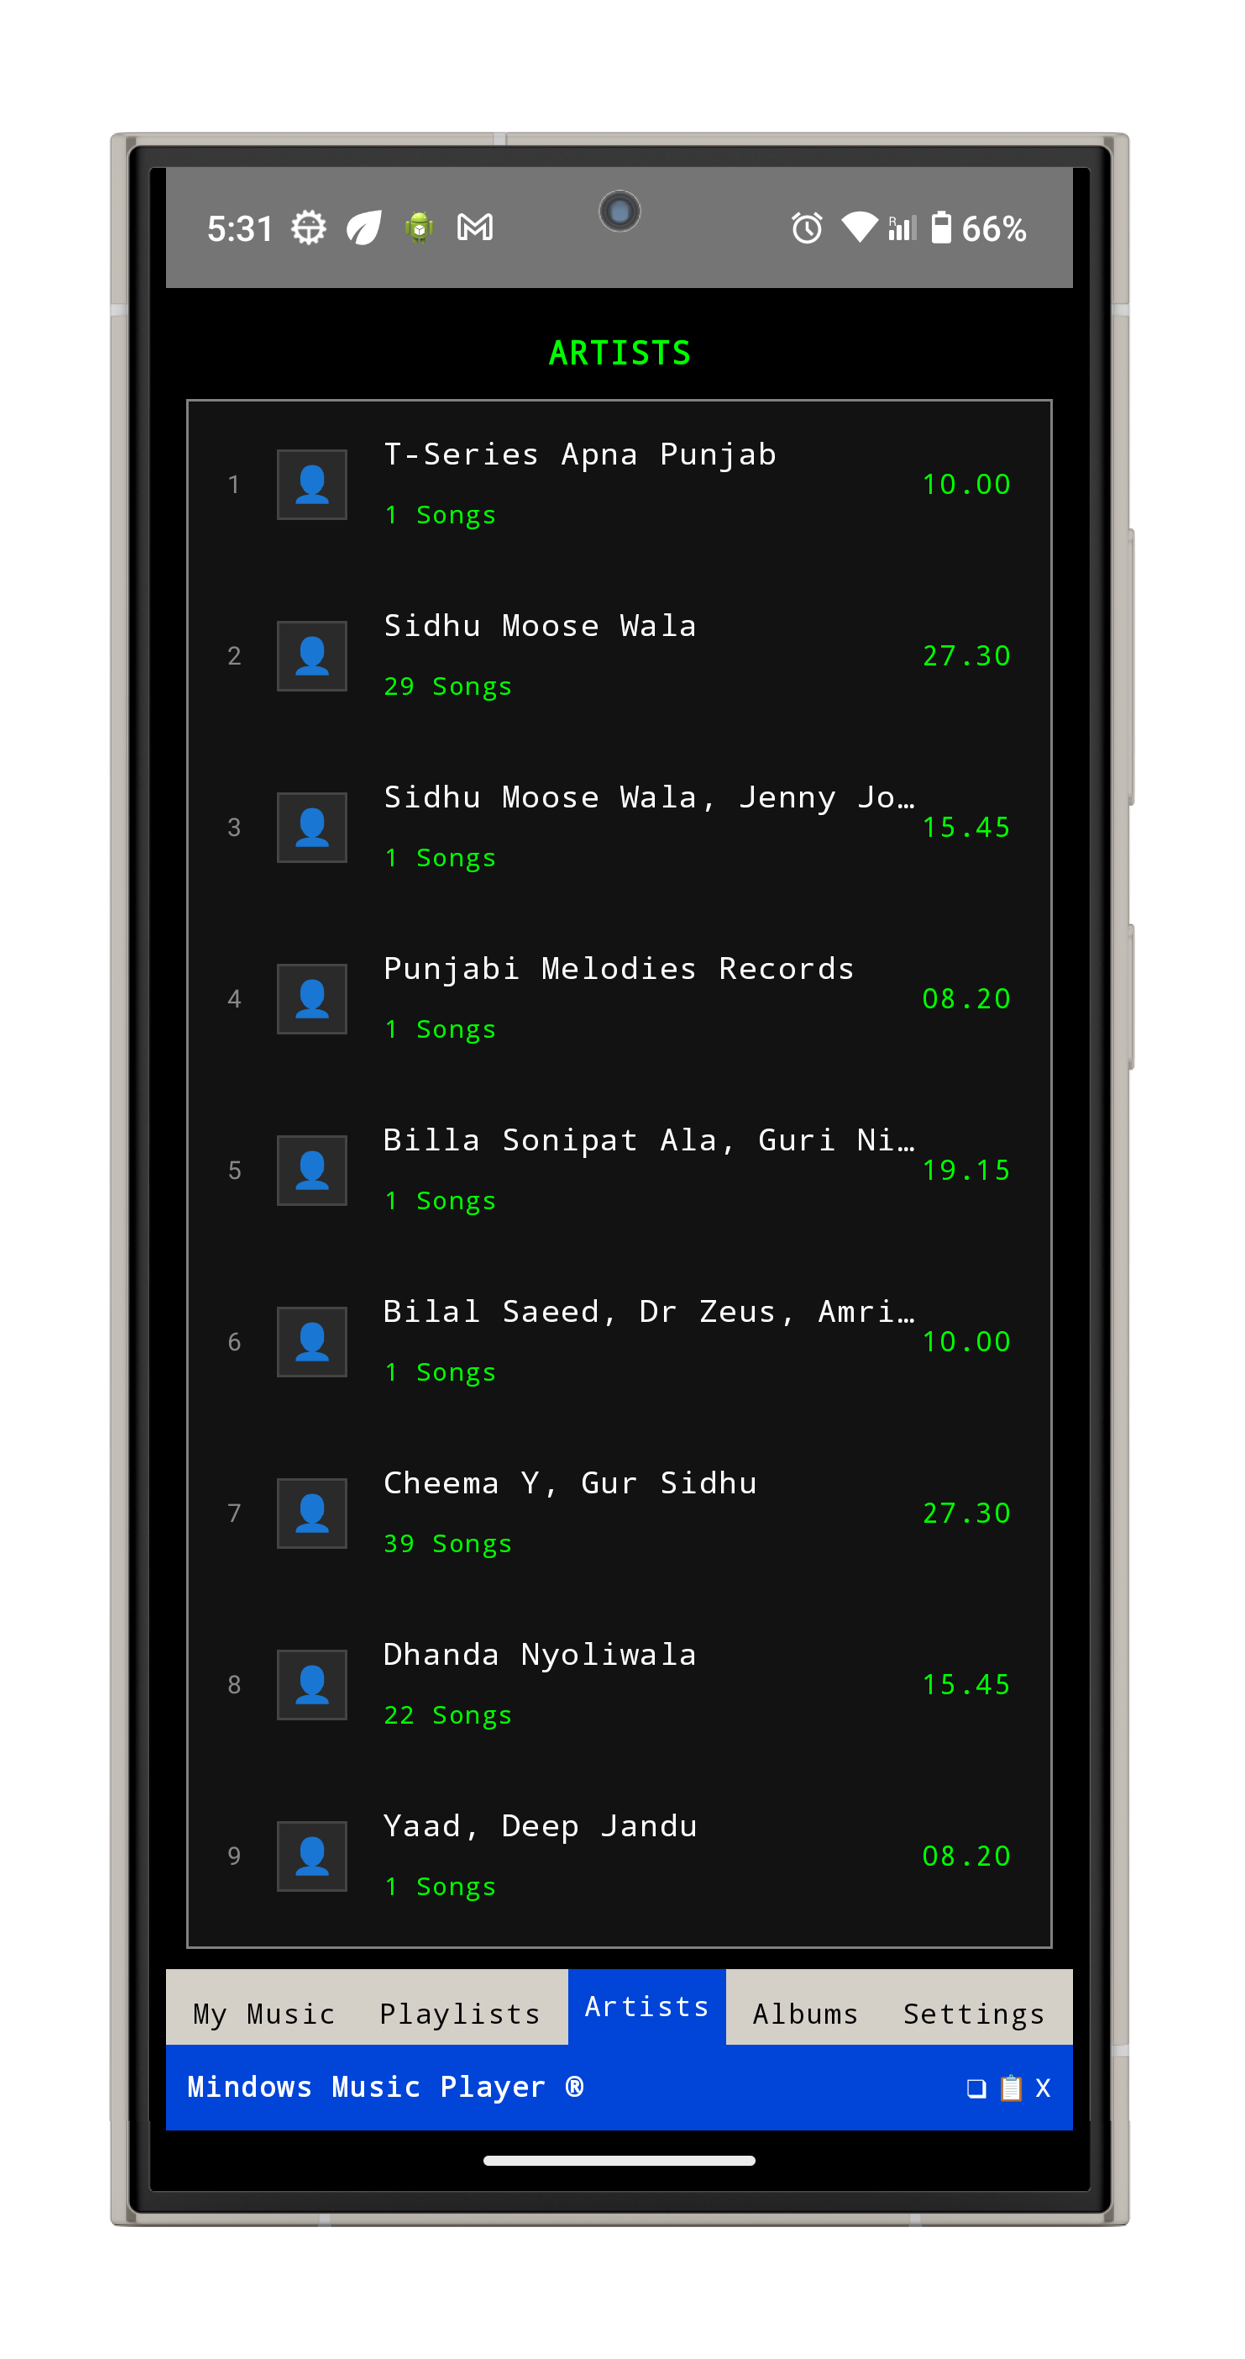 5:31
R
66%
ARTISTS
1
T-Series Apna Punjab
1 Songs
10.00
2
Sidhu Moose Wala
29 Songs
27.30
3
Sidhu Moose Wala, Jenny Jo…
1 Songs
15.45
4
Punjabi Melodies Records
1 Songs
08.20
5
Billa Sonipat Ala, Guri Ni…
1 Songs
19.15
6
Bilal Saeed, Dr Zeus, Amri…
1 Songs
10.00
7
Cheema Y, Gur Sidhu
39 Songs
27.30
8
Dhanda Nyoliwala
22 Songs
15.45
9
Yaad, Deep Jandu
1 Songs
08.20
My Music Playlists Artists Albums Settings
Mindows Music Player ® ❏ 📋 X